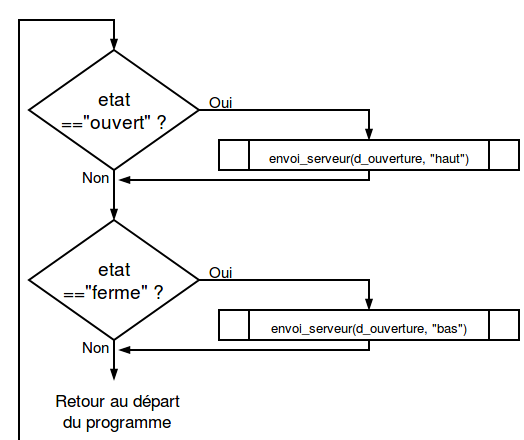 etat
=="ouvert" ?
Oui
envoi_serveur(d_ouverture, "haut")
Non
etat
=="ferme" ?
Oui
envoi_serveur(d_ouverture, "bas")
Non
Retour au départ
du programme